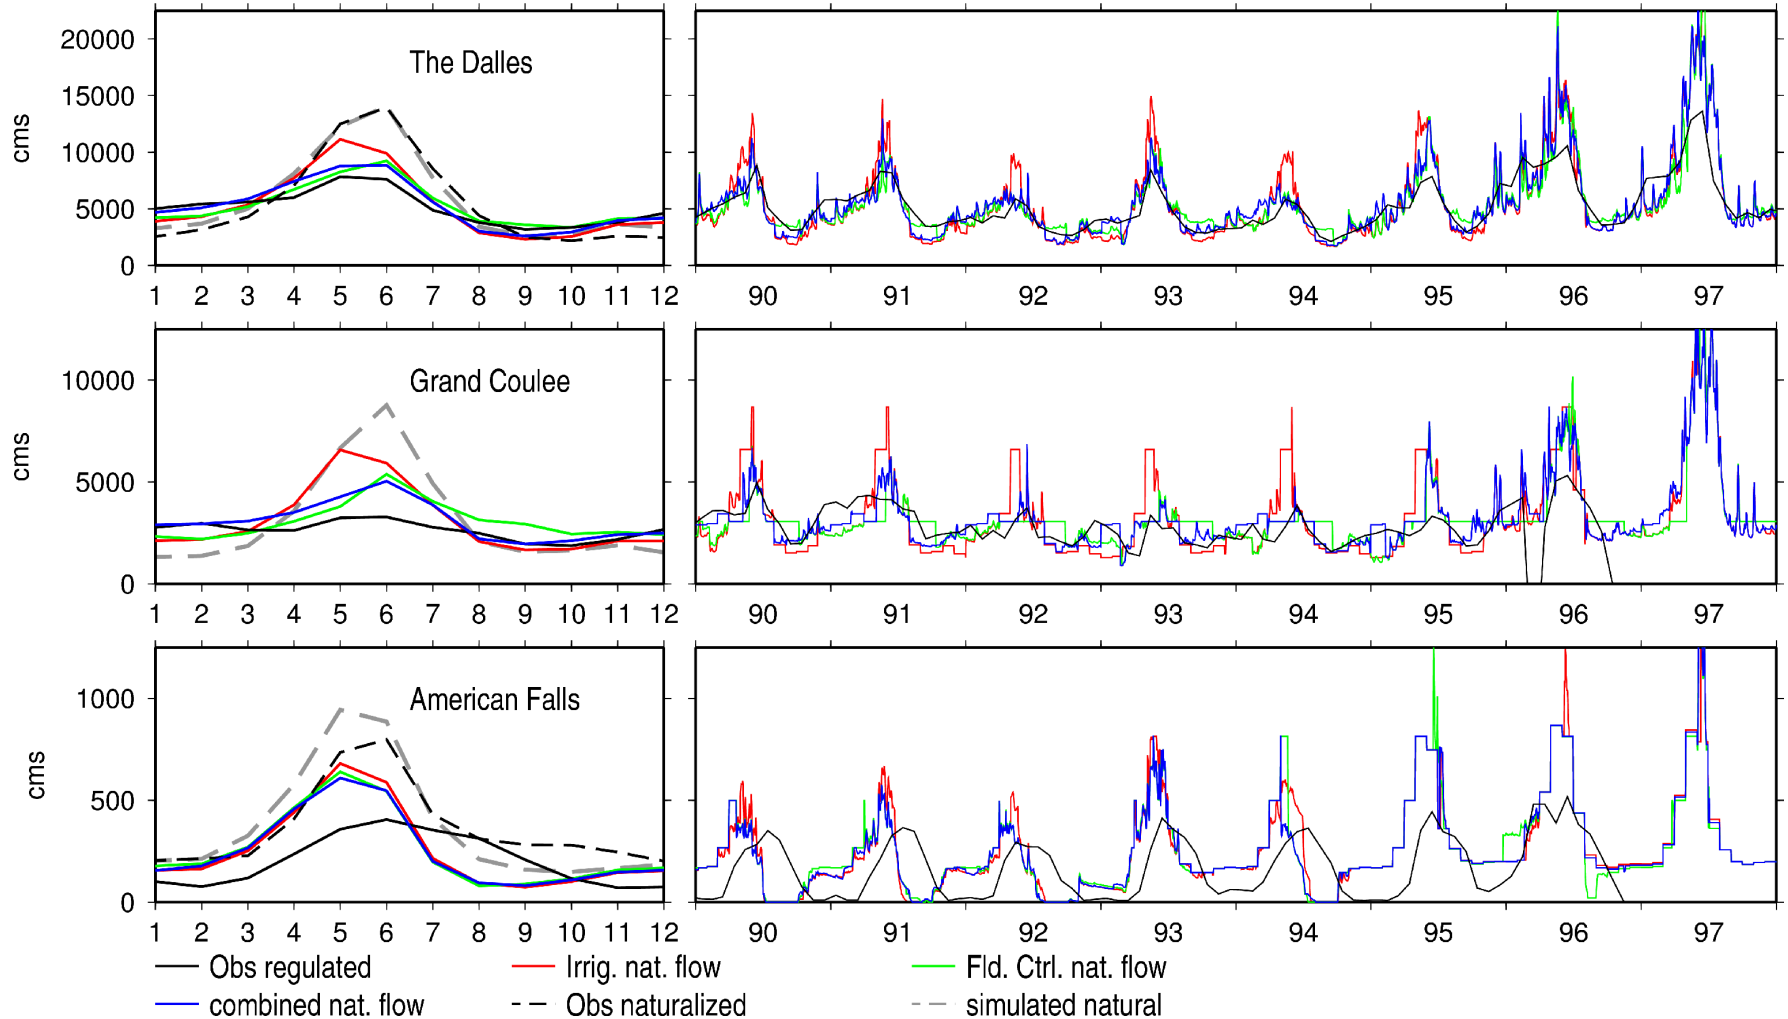 20000
15000
10000
5000
0
cms
The Dalles
1 2 3 4 5 6 7 8 9 10 11 12
90 91 92 93 94 95 96 97
10000
5000
0
cms
Grand Coulee
1 2 3 4 5 6 7 8 9 10 11 12
90 91 92 93 94 95 96 97
1000
500
0
cms
American Falls
1 2 3 4 5 6 7 8 9 10 11 12
90 91 92 93 94 95 96 97
Obs regulated Irrig. nat. flow Fld. Ctrl. nat. flow
combined nat. flow Obs naturalized simulated natural